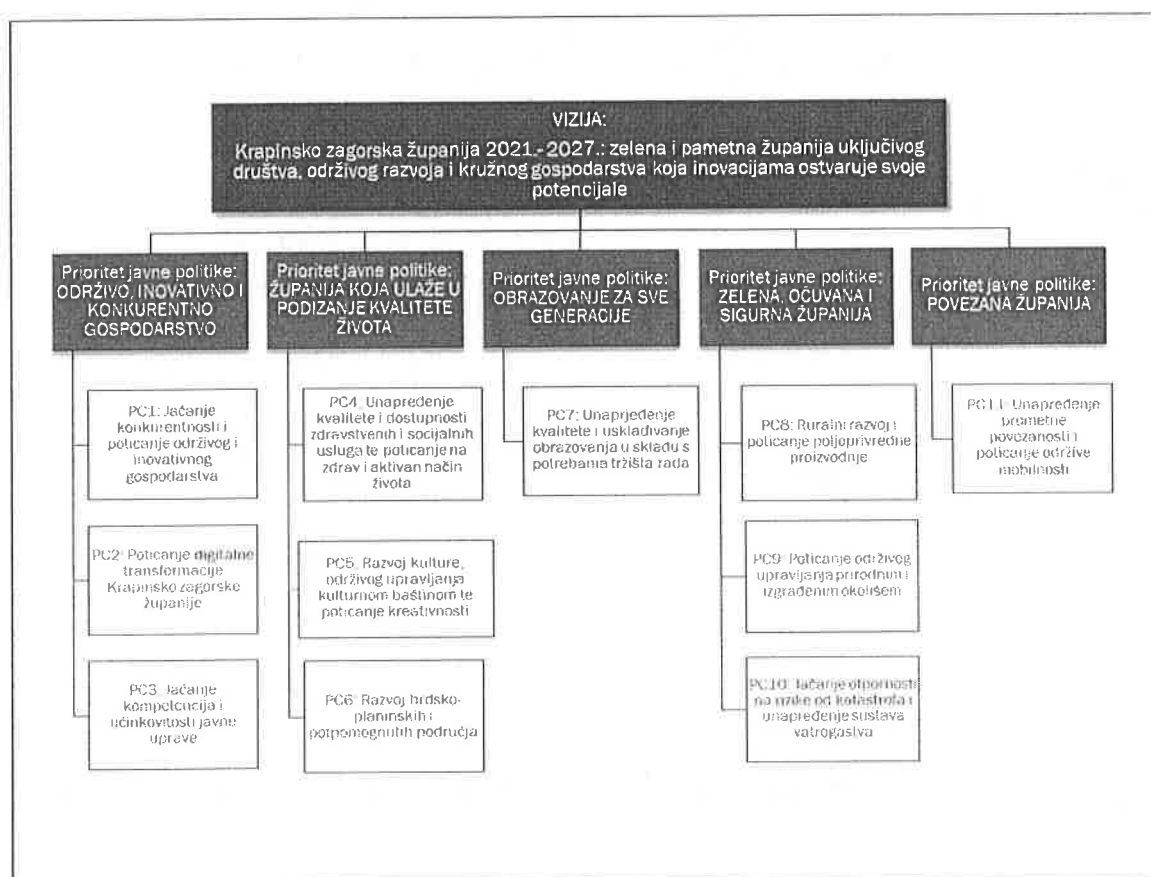 VIZIJA:
Krapinsko zagorska županija 2021.- 2027.: zelena i pametna županija uključivog
društva, održivog razvoja i kružnog gospodarstva koja inovacijama ostvaruje svoje
potencijale
Prioritet javne politike:
ODRŽIVO, INOVATIVNO I
KONKURENTNO
GOSPODARSTVO
PC1: Jačanje
konkurentnosti i
poticanje održivog i
inovativnog
gospodarstva
PC2: Poticanje digitalne
transformacije
Krapinsko zagorske
županije
PC3. Jačanje
kompetencija i
učinkovitosti javne
uprave
Prioritet javne politike:
ŽUPANIJA KOJA ULAŽE U
PODIZANJE KVALITETE
ŽIVOTA
PC4. Unapređenje
kvalitete i dostupnosti
zdravstvenih i socijalnih
usluga te poticanje na
zdrav i aktivan način
života
PC5. Razvoj kulture,
održivog upravljanja
kulturnom baštinom te
poticanje kreativnosti
PC6: Razvoj brdsko-
planinskih i
potpomognutih područja
Prioritet javne politike:
OBRAZOVANJE ZA SVE
GENERACIJE
PC7: Unaprjeđenje
kvalitete i usklađivanje
obrazovanja u skladu s
potrebama tržišta rada
Prioritet javne politike:
ZELENA, OČUVANA I
SIGURNA ŽUPANIJA
PC8: Ruralni razvoj i
poticanje poljoprivredne
proizvodnje
PC9: Poticanje održivog
upravljanja prirodnim i
izgrađenim okolišem
PC10: Jačanje otpornosti
na rizike od katastrofa i
unapređenje sustava
vatrogastva
Prioritet javne politike:
POVEZANA ŽUPANIJA
PC11: Unapređenje
prometne
povezanosti i
poticanje održive
mobilnosti